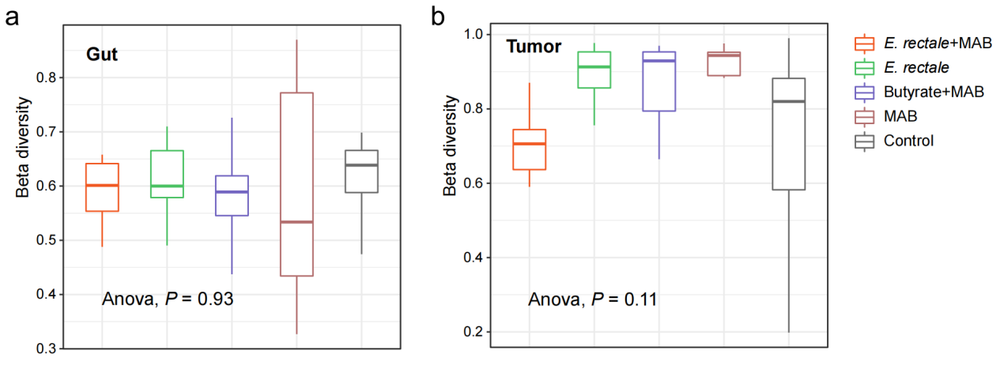 a
Gut
Beta diversity
0.8
0.7
0.6
0.5
0.4
0.3
Anova, P = 0.93
b
Tumor
Beta diversity
1.0
0.8
0.6
0.4
0.2
Anova, P = 0.11
E. rectale+MAB
E. rectale
Butyrate+MAB
MAB
Control